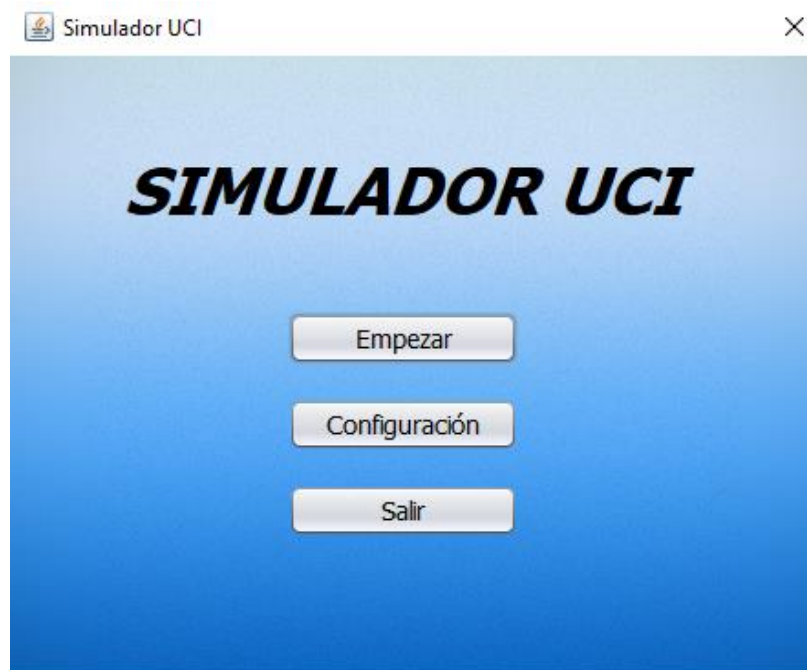 Simulador UCI
SIMULADOR UCI
Empezar
Configuración
Salir